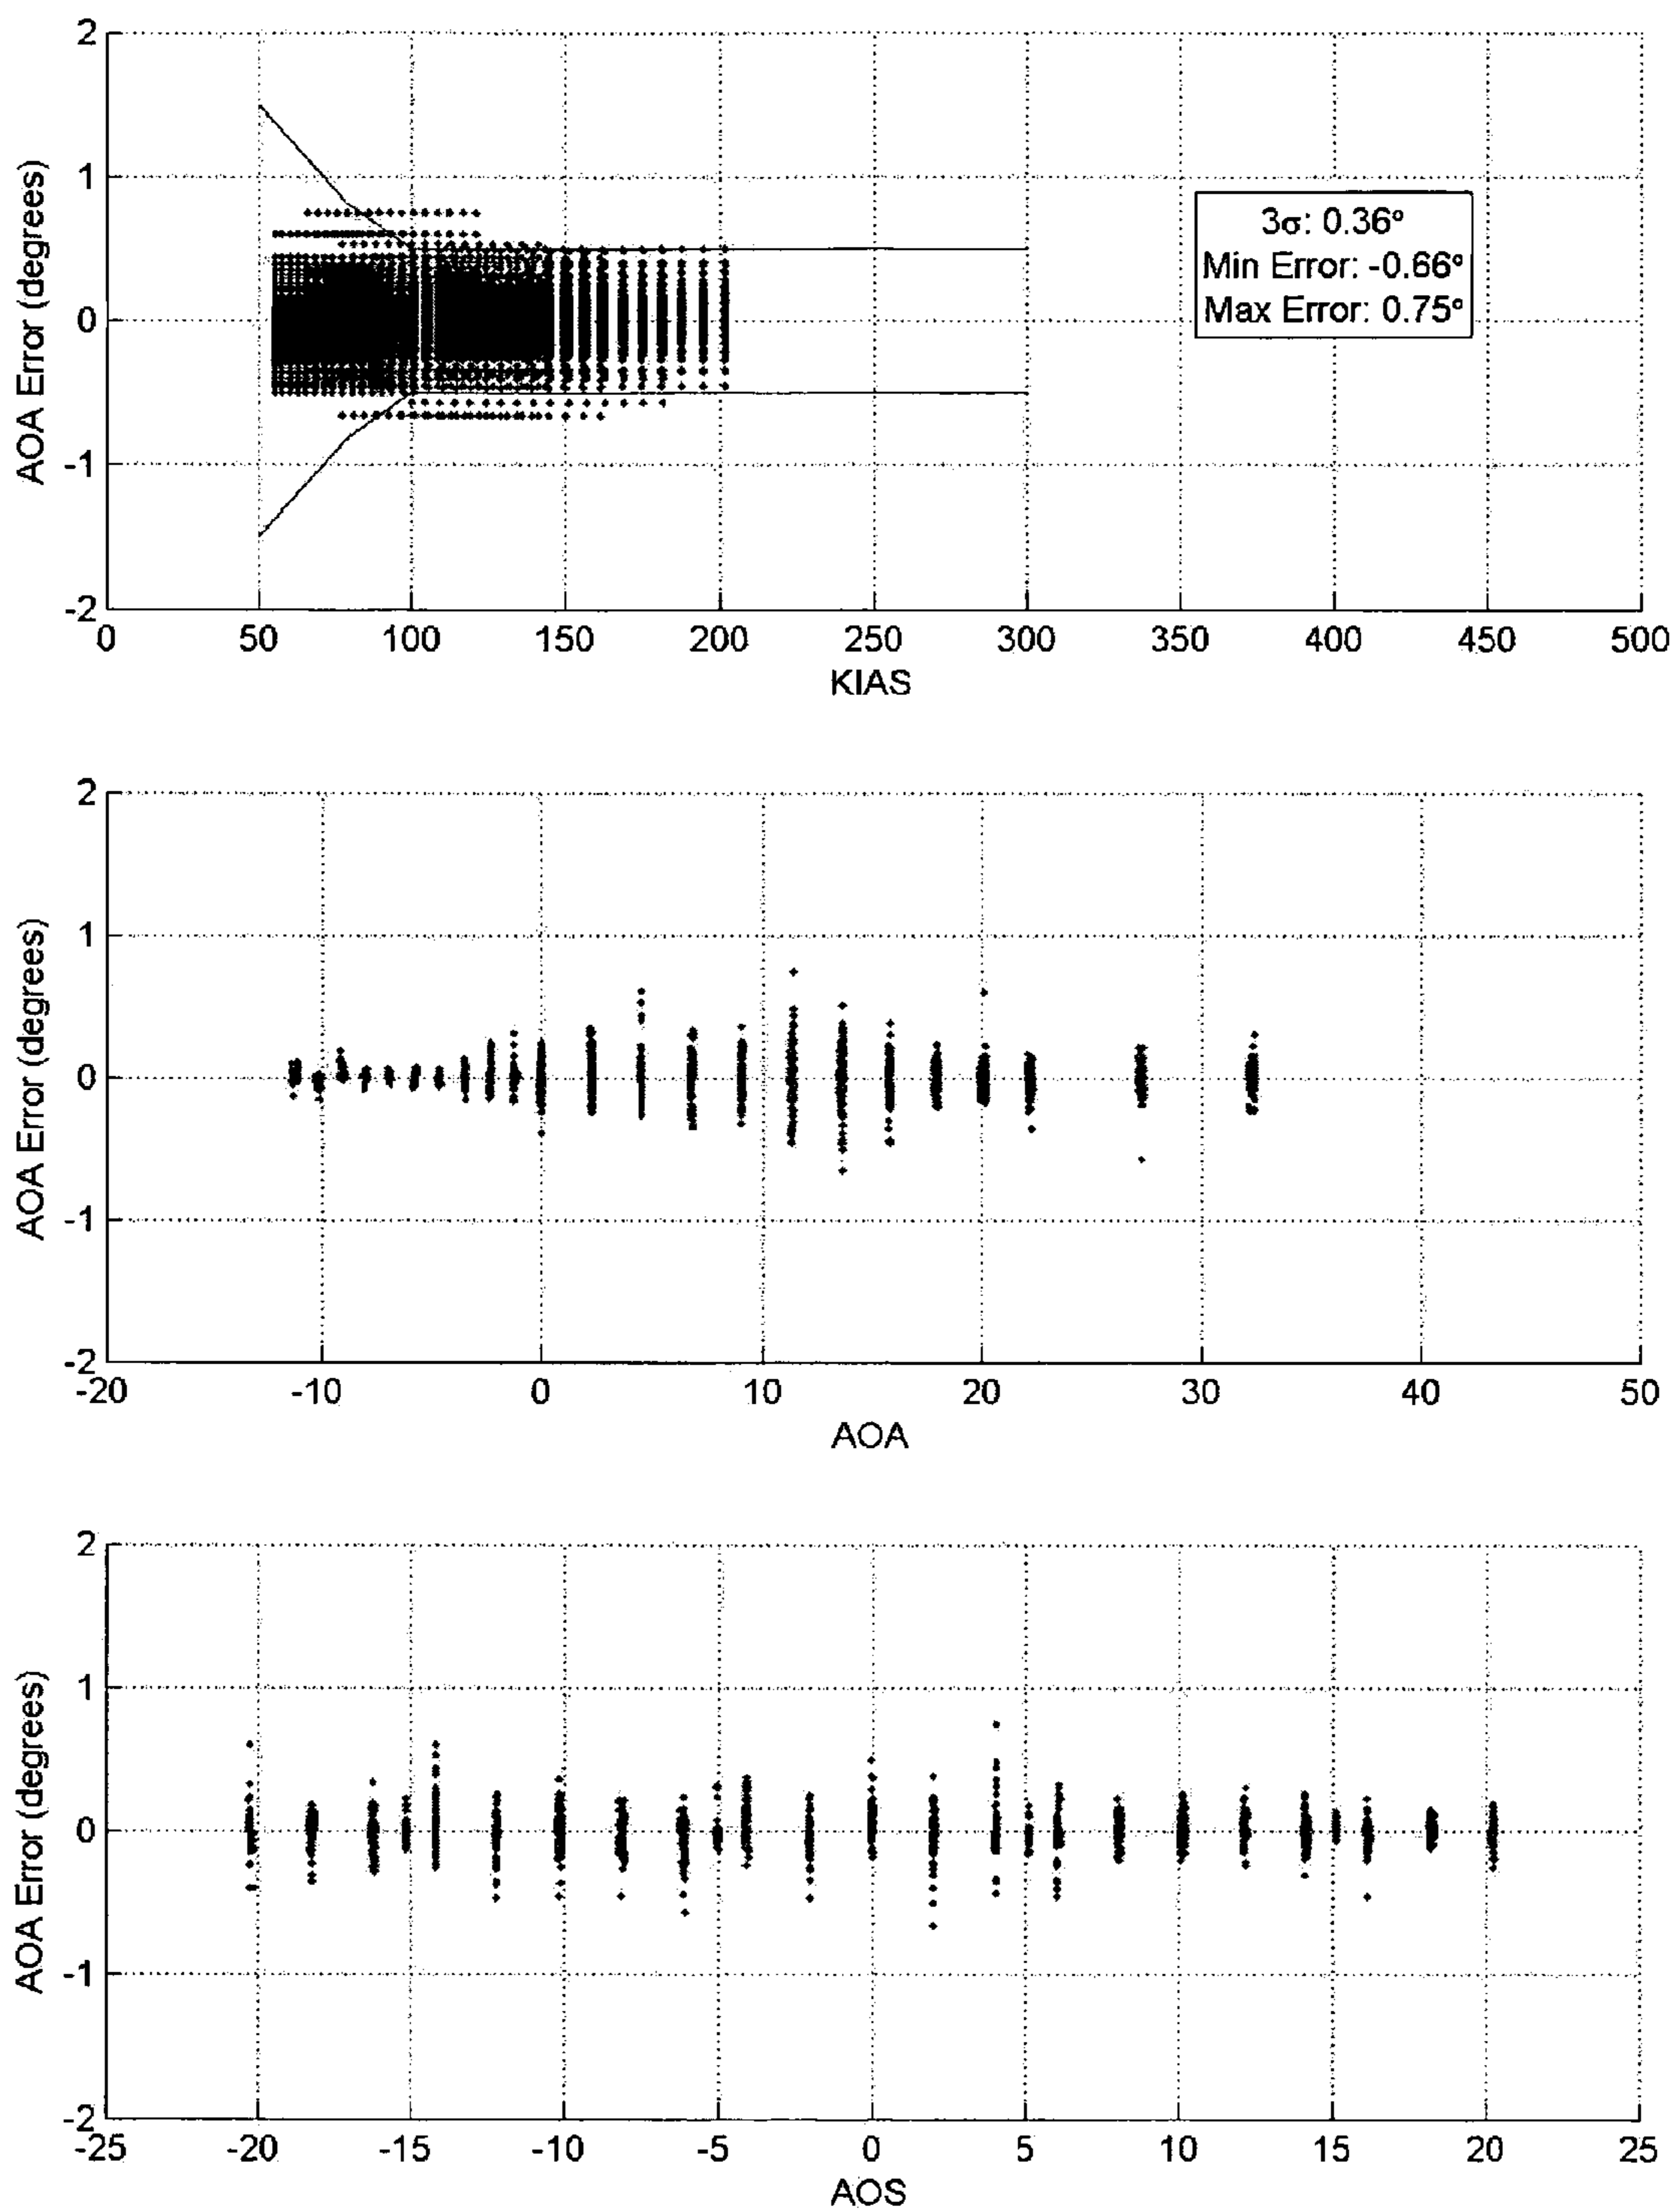 2
1
0
-1
-2
AOA Error (degrees)
3σ: 0.36°
Min Error: -0.66°
Max Error: 0.75°
0 50 100 150 200 250 300 350 400 450 500
KIAS
2
1
0
-1
-2
AOA Error (degrees)
-20 -10 0 10 20 30 40 50
AOA
2
1
0
-1
-2
AOA Error (degrees)
-25 -20 -15 -10 -5 0 5 10 15 20 25
AOS